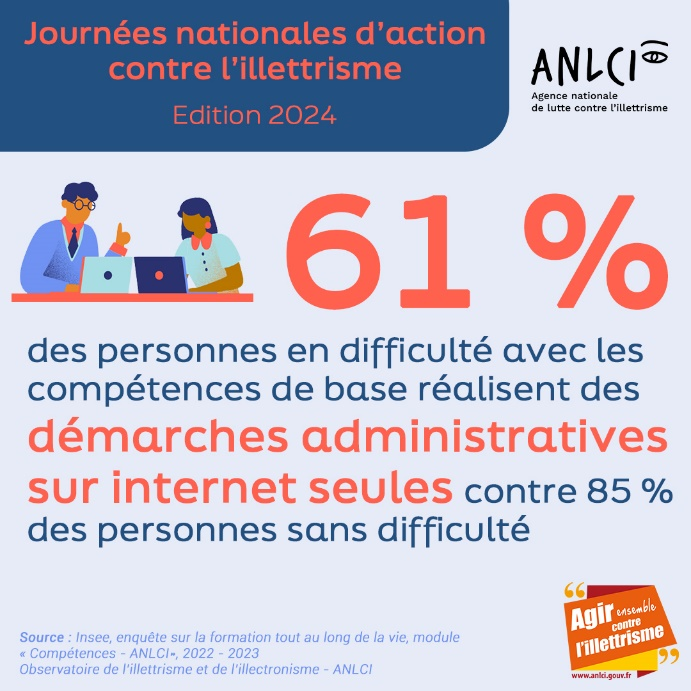 Journées nationales d'action
contre l'illettrisme
Edition 2024
ANLCI
Agence nationale
de lutte contre l'illettrisme
61 %
des personnes en difficulté avec les
compétences de base réalisent des
démarches administratives
sur internet seules contre 85 %
des personnes sans difficulté
Source : Insee, enquête sur la formation tout au long de la vie, module
« Compétences - ANLCI», 2022 - 2023
Observatoire de l'illettrisme et de l'illectronisme - ANLCI
“Agir ensemble
contre
l'illettrisme”
www.anlci.gouv.fr